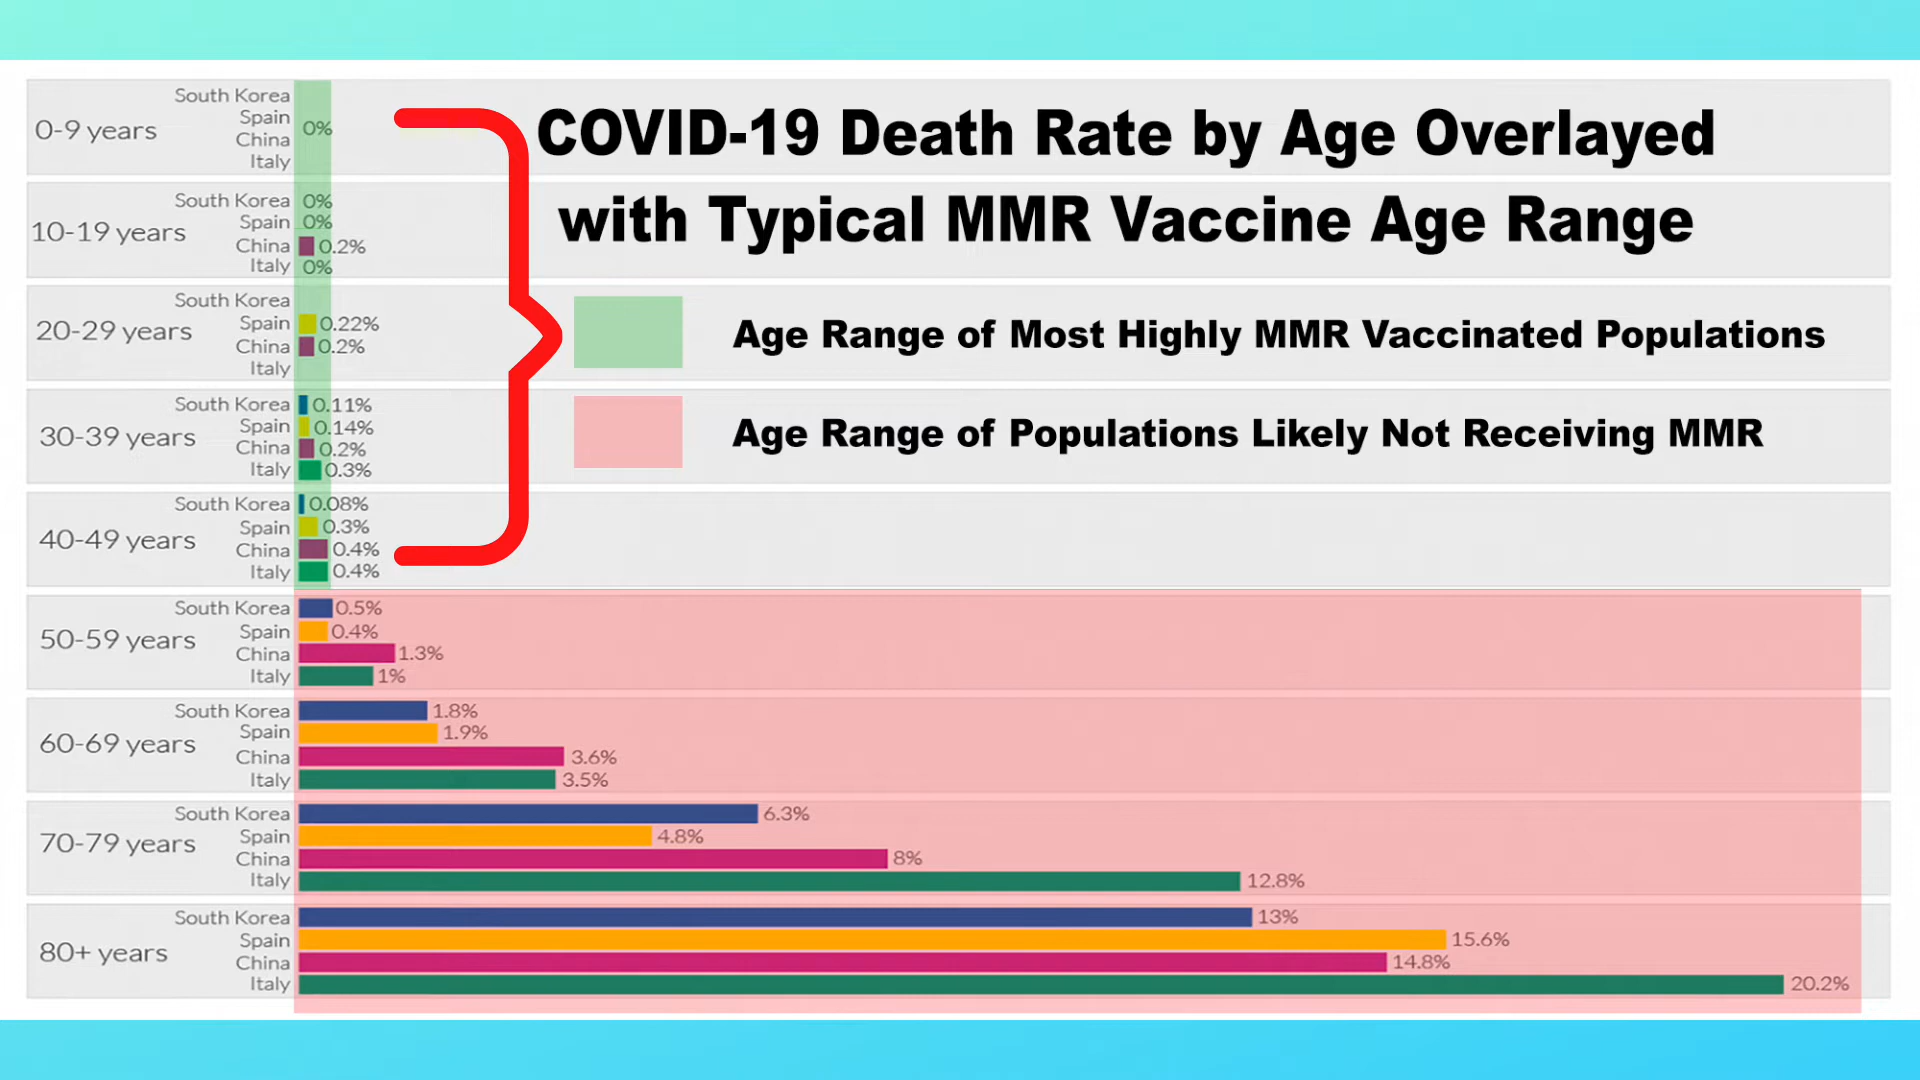 COVID-19 Death Rate by Age Overlayed
with Typical MMR Vaccine Age Range
Age Range of Most Highly MMR Vaccinated Populations
Age Range of Populations Likely Not Receiving MMR
0-9 years
South Korea
Spain
China
Italy
0%
10-19 years
South Korea 0%
Spain 0%
China 0.2%
Italy 0%
20-29 years
South Korea
Spain 0.22%
China 0.2%
Italy
30-39 years
South Korea 0.11%
Spain 0.14%
China 0.2%
Italy 0.3%
40-49 years
South Korea 0.08%
Spain 0.3%
China 0.4%
Italy 0.4%
50-59 years
South Korea 0.5%
Spain 0.4%
China 1.3%
Italy 1%
60-69 years
South Korea 1.8%
Spain 1.9%
China 3.6%
Italy 3.5%
70-79 years
South Korea 6.3%
Spain 4.8%
China 8%
Italy 12.8%
80+ years
South Korea 13%
Spain 15.6%
China 14.8%
Italy 20.2%